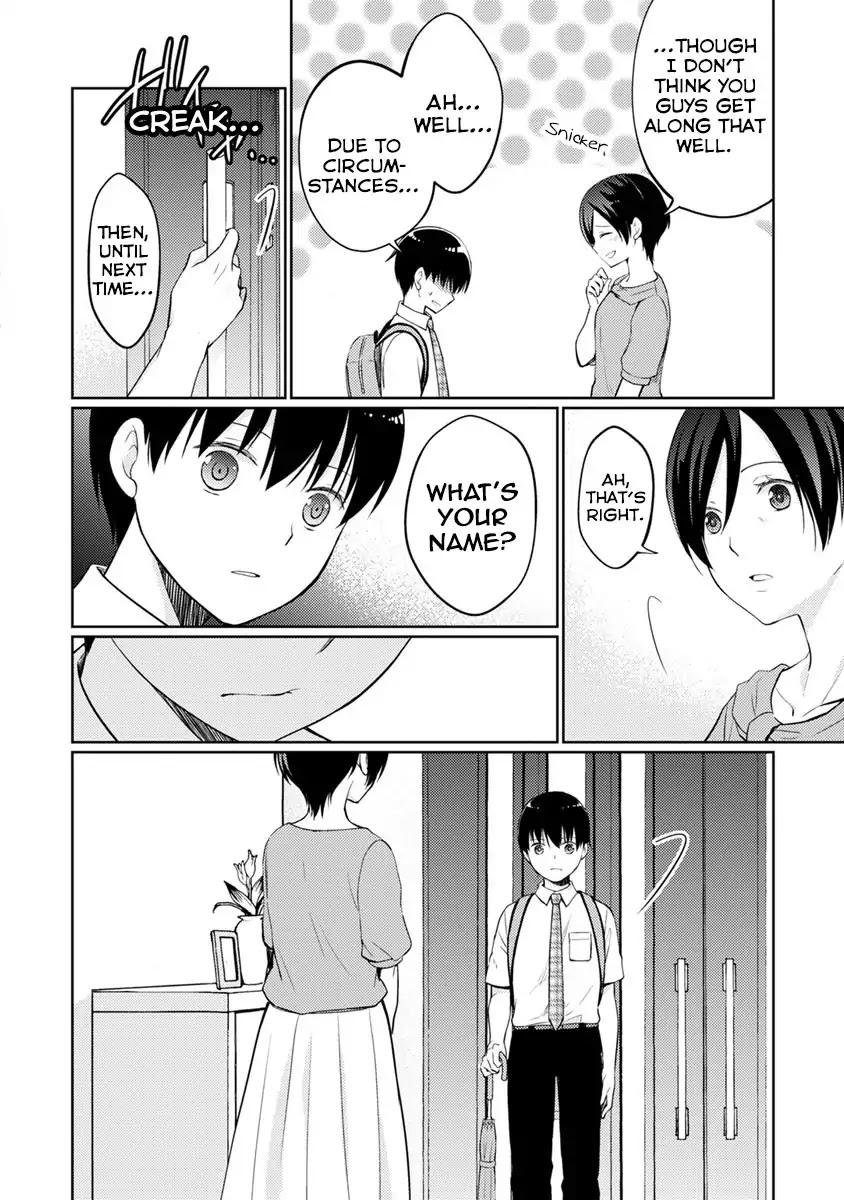 ...THOUGH
I DON'T
THINK YOU
GUYS GET
ALONG THAT
WELL.
Snicker.
AH...
WELL...
DUE TO
CIRCUM-
STANCES...
CREAK...
THEN,
UNTIL
NEXT
TIME...
AH,
THAT'S
RIGHT.
WHAT'S
YOUR
NAME?